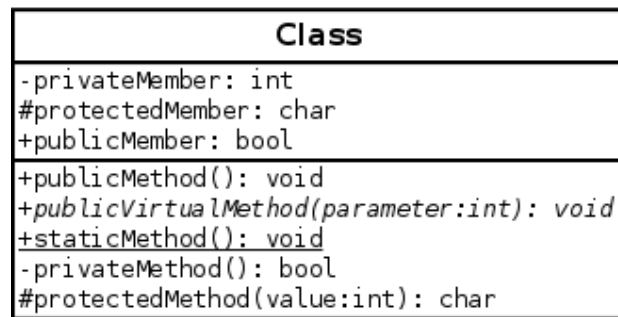 Class
-privateMember: int
#protectedMember: char
+publicMember: bool
+publicMethod(): void
+publicVirtualMethod(parameter:int): void
+staticMethod(): void
-privateMethod(): bool
#protectedMethod(value:int): char